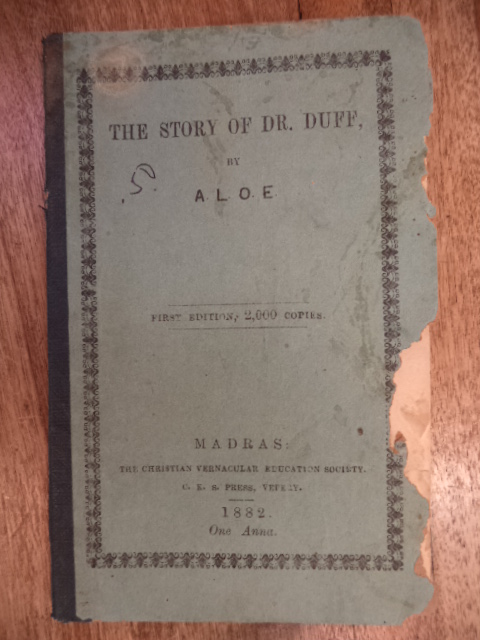 THE STORY OF DR. DUFF,
BY
A. L. O. E.
5.
FIRST EDITION, 2,000 COPIES.
MADRAS:
THE CHRISTIAN VERNACULAR EDUCATION SOCIETY.
S. PRESS, VEPERY.
1882.
One Anna.